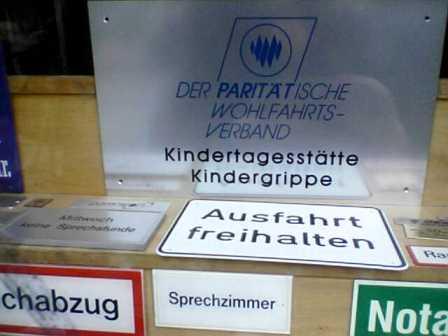 DER PARITÄTISCHE
WOHLFAHRTS-
VERBAND
Kindertagesstätte
Kindergrippe
Mittwoch
keine Sprechstunde
Ausfahrt
freihalten
chabzug
Sprechzimmer
Nota